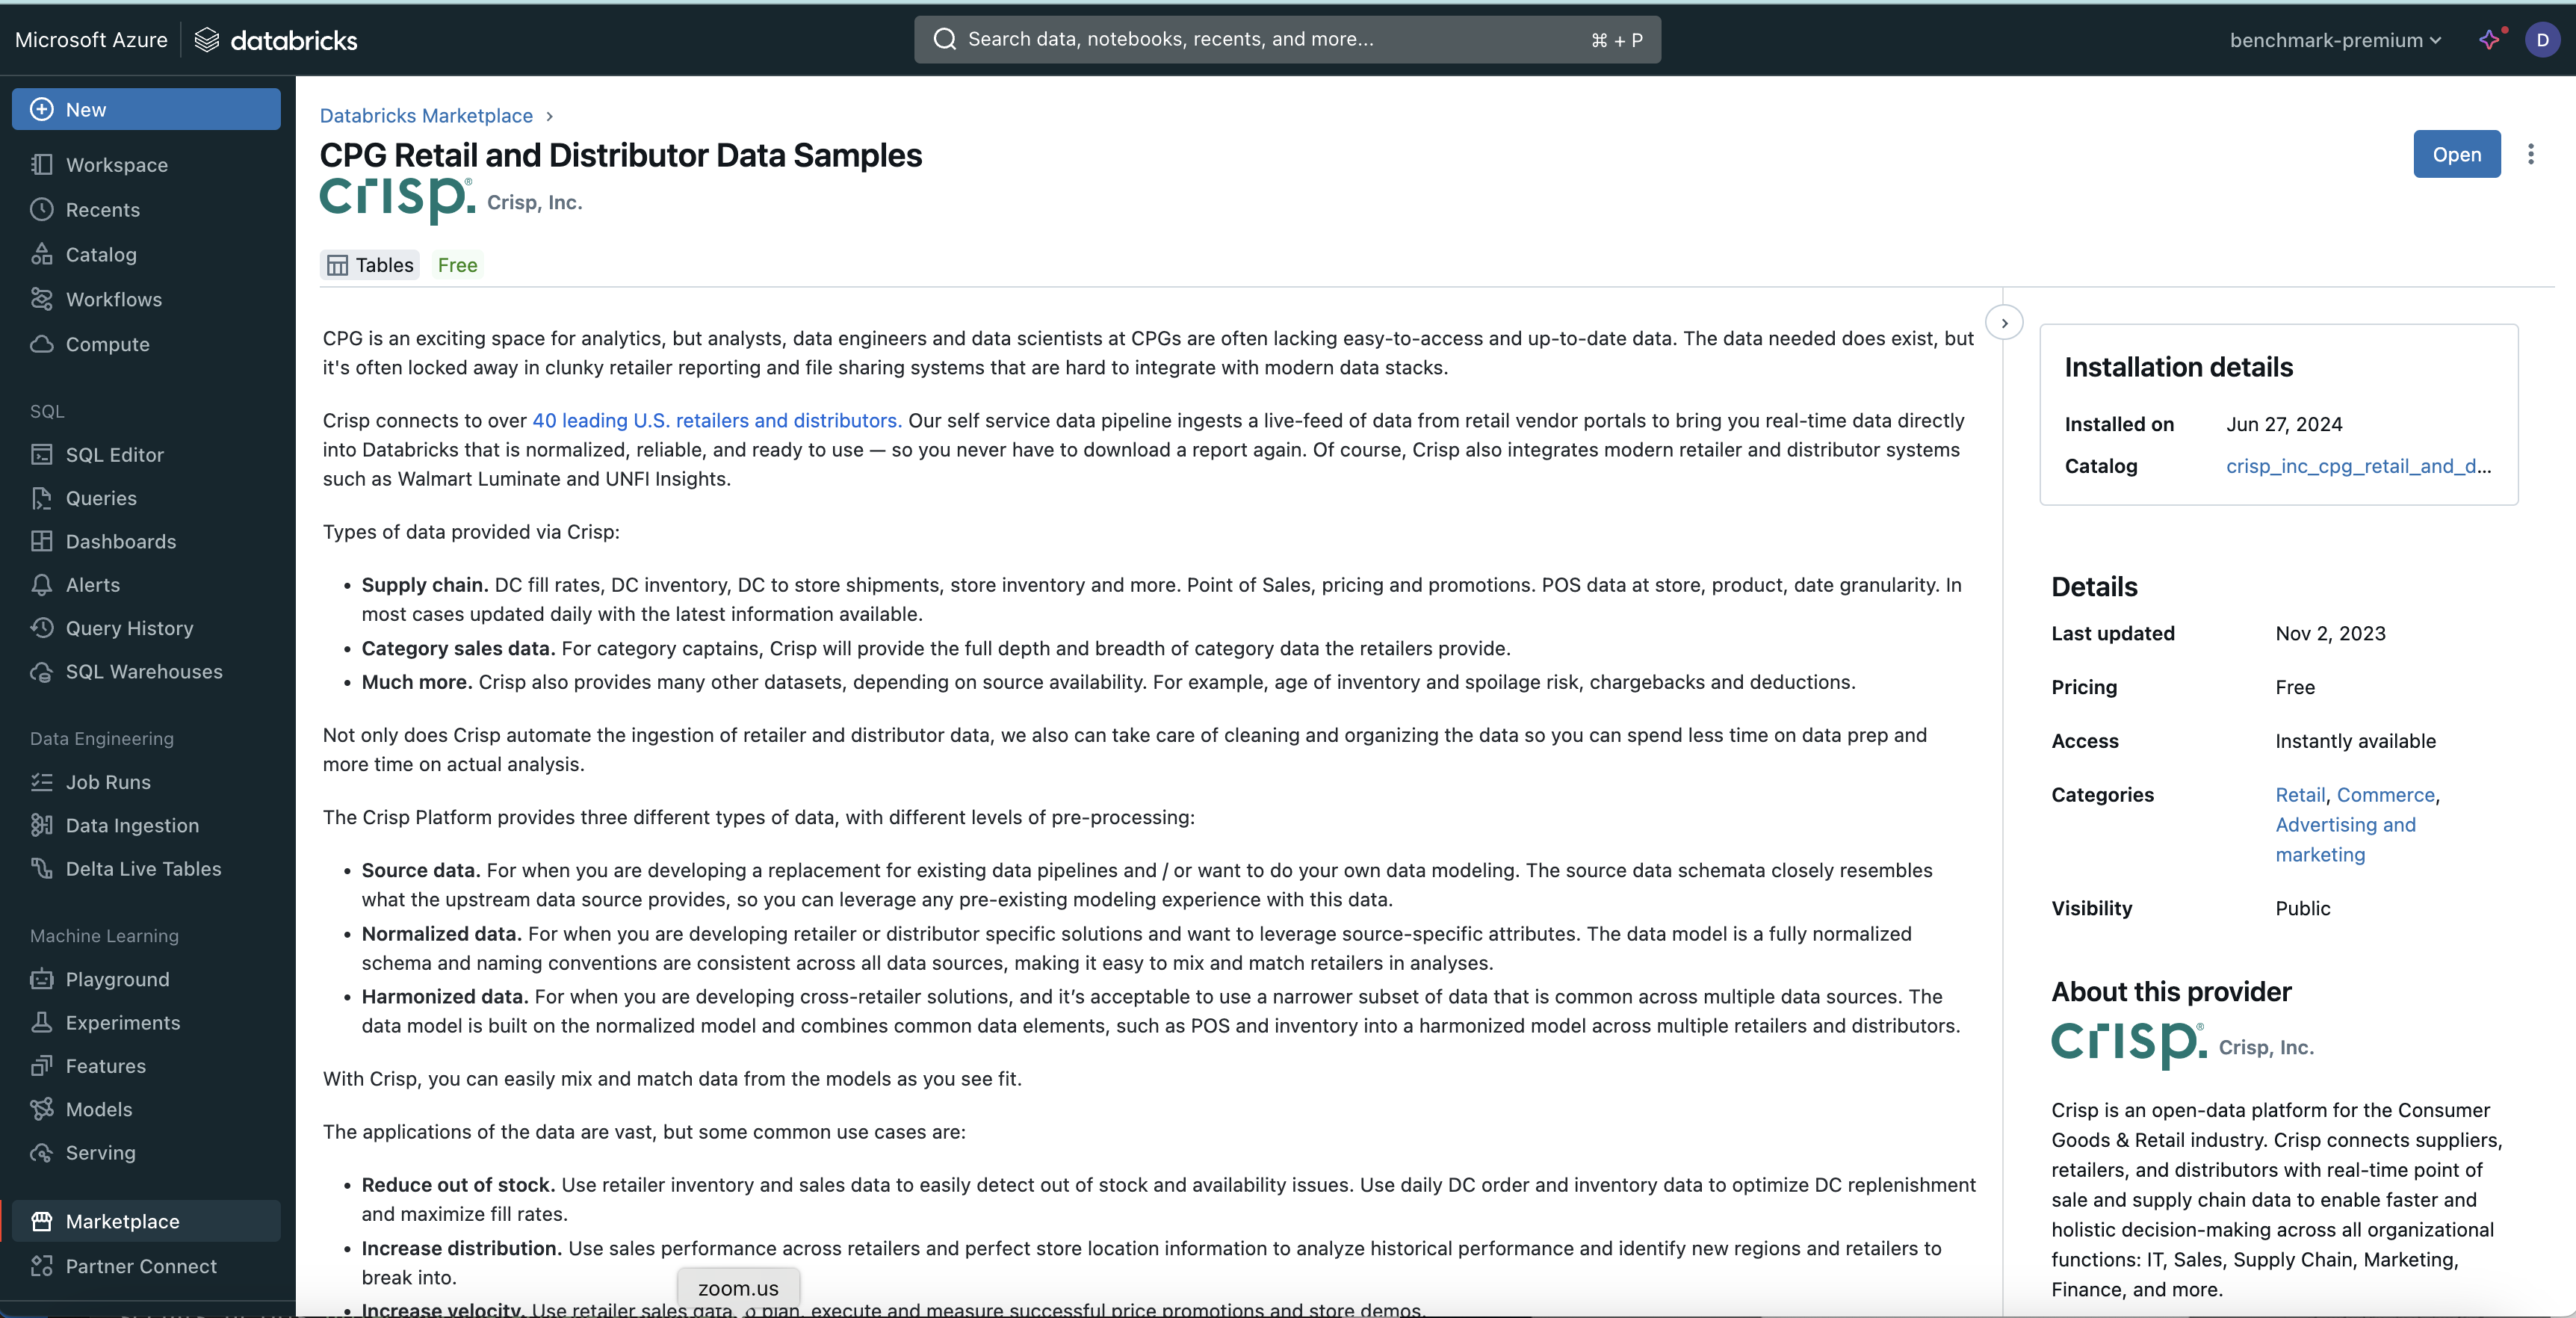 Microsoft Azure
databricks
Search data, notebooks, recents, and more...
⌘ + P
benchmark-premium
D
New
Workspace
Recents
Catalog
Workflows
Compute
SQL
SQL Editor
Queries
Dashboards
Alerts
Query History
SQL Warehouses
Data Engineering
Job Runs
Data Ingestion
Delta Live Tables
Machine Learning
Playground
Experiments
Features
Models
Serving
Marketplace
Partner Connect
Databricks Marketplace ›
CPG Retail and Distributor Data Samples
crisp.® Crisp, Inc.
Open
Tables Free
CPG is an exciting space for analytics, but analysts, data engineers and data scientists at CPGs are often lacking easy-to-access and up-to-date data. The data needed does exist, but
it's often locked away in clunky retailer reporting and file sharing systems that are hard to integrate with modern data stacks.
Crisp connects to over 40 leading U.S. retailers and distributors. Our self service data pipeline ingests a live-feed of data from retail vendor portals to bring you real-time data directly
into Databricks that is normalized, reliable, and ready to use — so you never have to download a report again. Of course, Crisp also integrates modern retailer and distributor systems
such as Walmart Luminate and UNFI Insights.
Types of data provided via Crisp:
• Supply chain. DC fill rates, DC inventory, DC to store shipments, store inventory and more. Point of Sales, pricing and promotions. POS data at store, product, date granularity. In
most cases updated daily with the latest information available.
• Category sales data. For category captains, Crisp will provide the full depth and breadth of category data the retailers provide.
• Much more. Crisp also provides many other datasets, depending on source availability. For example, age of inventory and spoilage risk, chargebacks and deductions.
Not only does Crisp automate the ingestion of retailer and distributor data, we also can take care of cleaning and organizing the data so you can spend less time on data prep and
more time on actual analysis.
The Crisp Platform provides three different types of data, with different levels of pre-processing:
• Source data. For when you are developing a replacement for existing data pipelines and / or want to do your own data modeling. The source data schemata closely resembles
what the upstream data source provides, so you can leverage any pre-existing modeling experience with this data.
• Normalized data. For when you are developing retailer or distributor specific solutions and want to leverage source-specific attributes. The data model is a fully normalized
schema and naming conventions are consistent across all data sources, making it easy to mix and match retailers in analyses.
• Harmonized data. For when you are developing cross-retailer solutions, and it’s acceptable to use a narrower subset of data that is common across multiple data sources. The
data model is built on the normalized model and combines common data elements, such as POS and inventory into a harmonized model across multiple retailers and distributors.
With Crisp, you can easily mix and match data from the models as you see fit.
The applications of the data are vast, but some common use cases are:
• Reduce out of stock. Use retailer inventory and sales data to easily detect out of stock and availability issues. Use daily DC order and inventory data to optimize DC replenishment
and maximize fill rates.
• Increase distribution. Use sales performance across retailers and perfect store location information to analyze historical performance and identify new regions and retailers to
break into.
zoom.us
• Increase velocity. Use retailer sales data, plan, execute and measure successful price promotions and store demos.
Installation details
Installed on Jun 27, 2024
Catalog crisp_inc_cpg_retail_and_d...
Details
Last updated Nov 2, 2023
Pricing Free
Access Instantly available
Categories Retail, Commerce,
Advertising and
marketing
Visibility Public
About this provider
crisp.® Crisp, Inc.
Crisp is an open-data platform for the Consumer
Goods & Retail industry. Crisp connects suppliers,
retailers, and distributors with real-time point of
sale and supply chain data to enable faster and
holistic decision-making across all organizational
functions: IT, Sales, Supply Chain, Marketing,
Finance, and more.